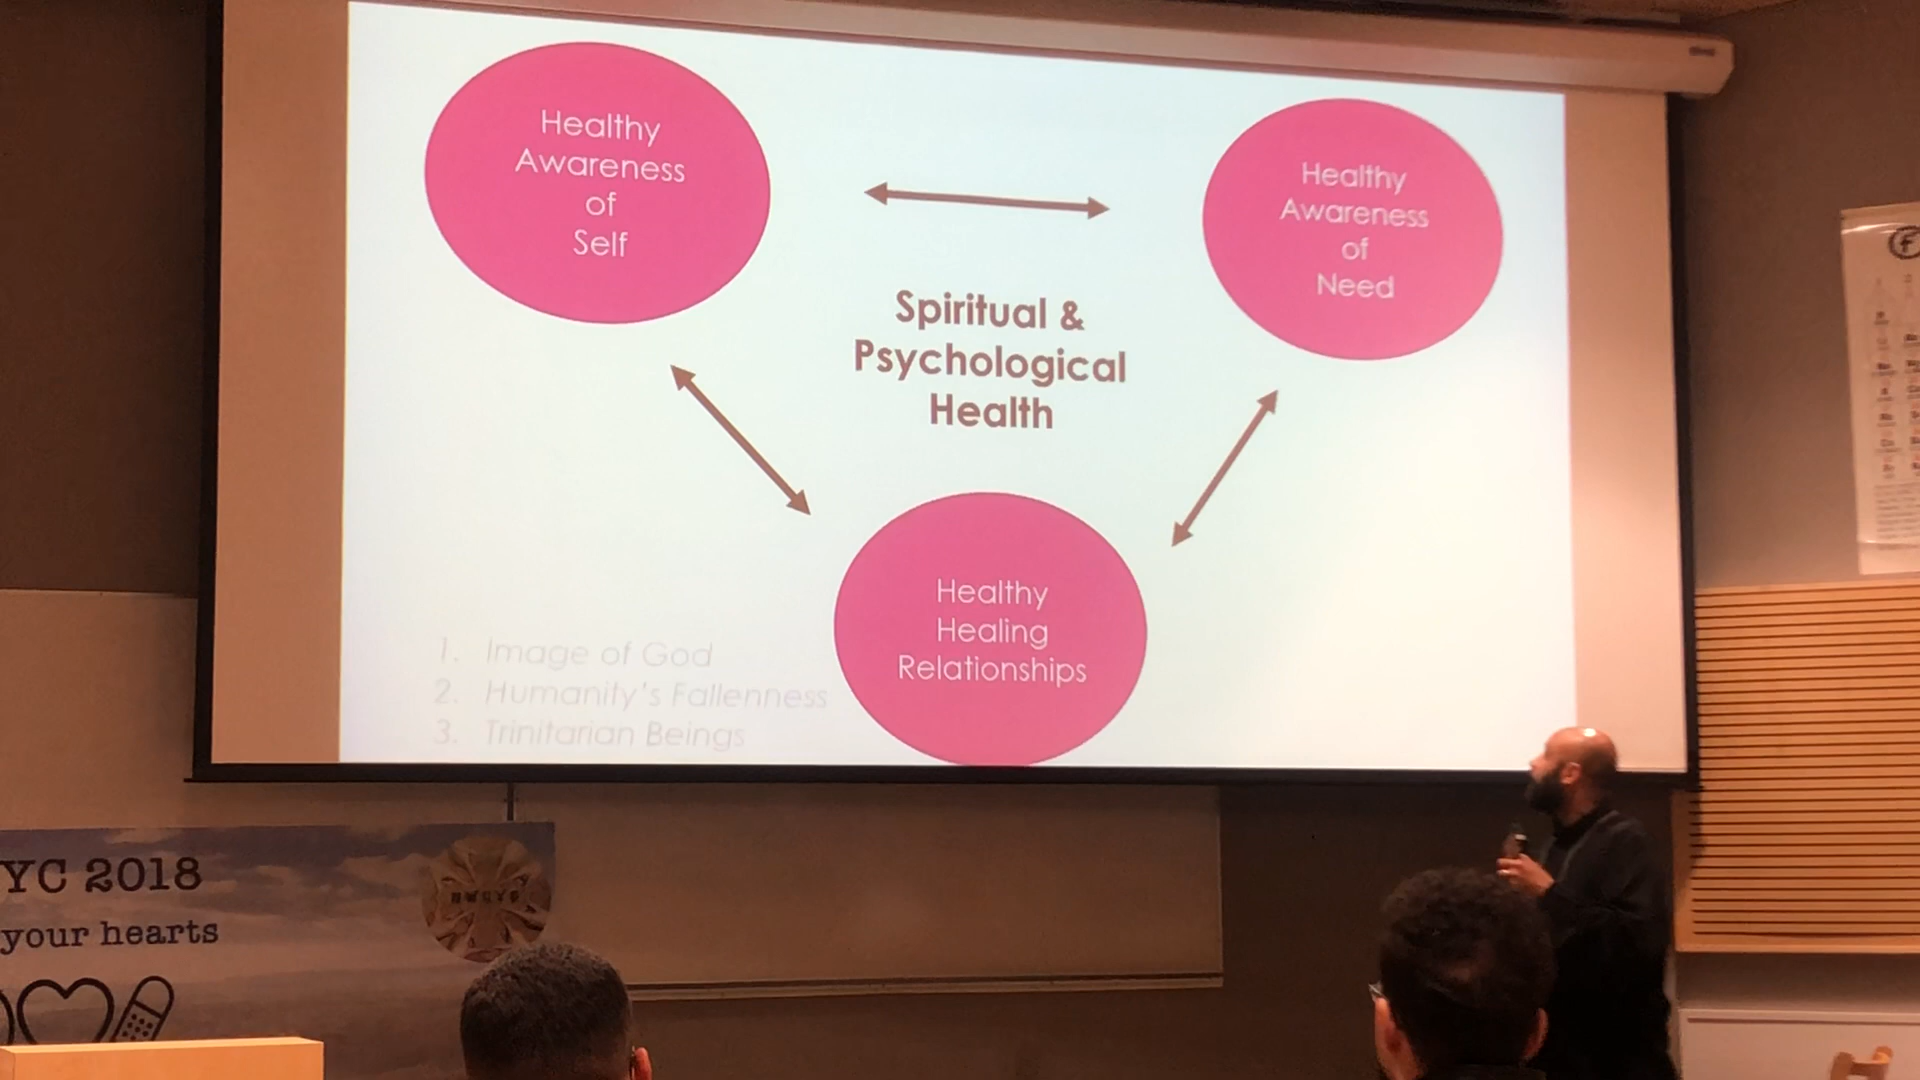 Healthy
Awareness
of
Self
Healthy
Awareness
of
Need
Spiritual &
Psychological
Health
Healthy
Healing
Relationships
1. Image of God
2. Humanity's Fallenness
3. Trinitarian Beings
YC 2018
your hearts